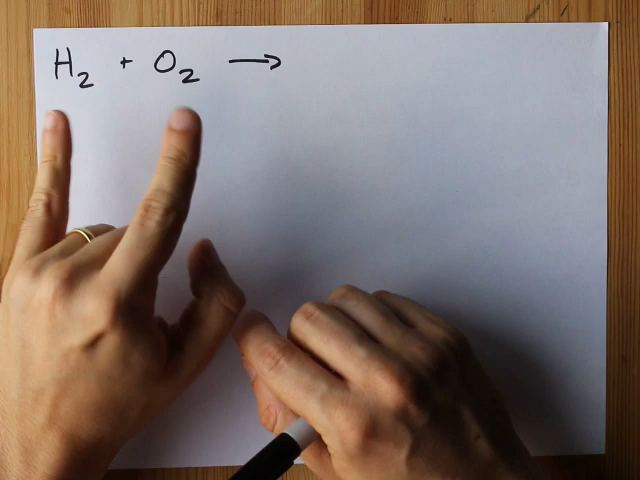 H₂ + O₂ →